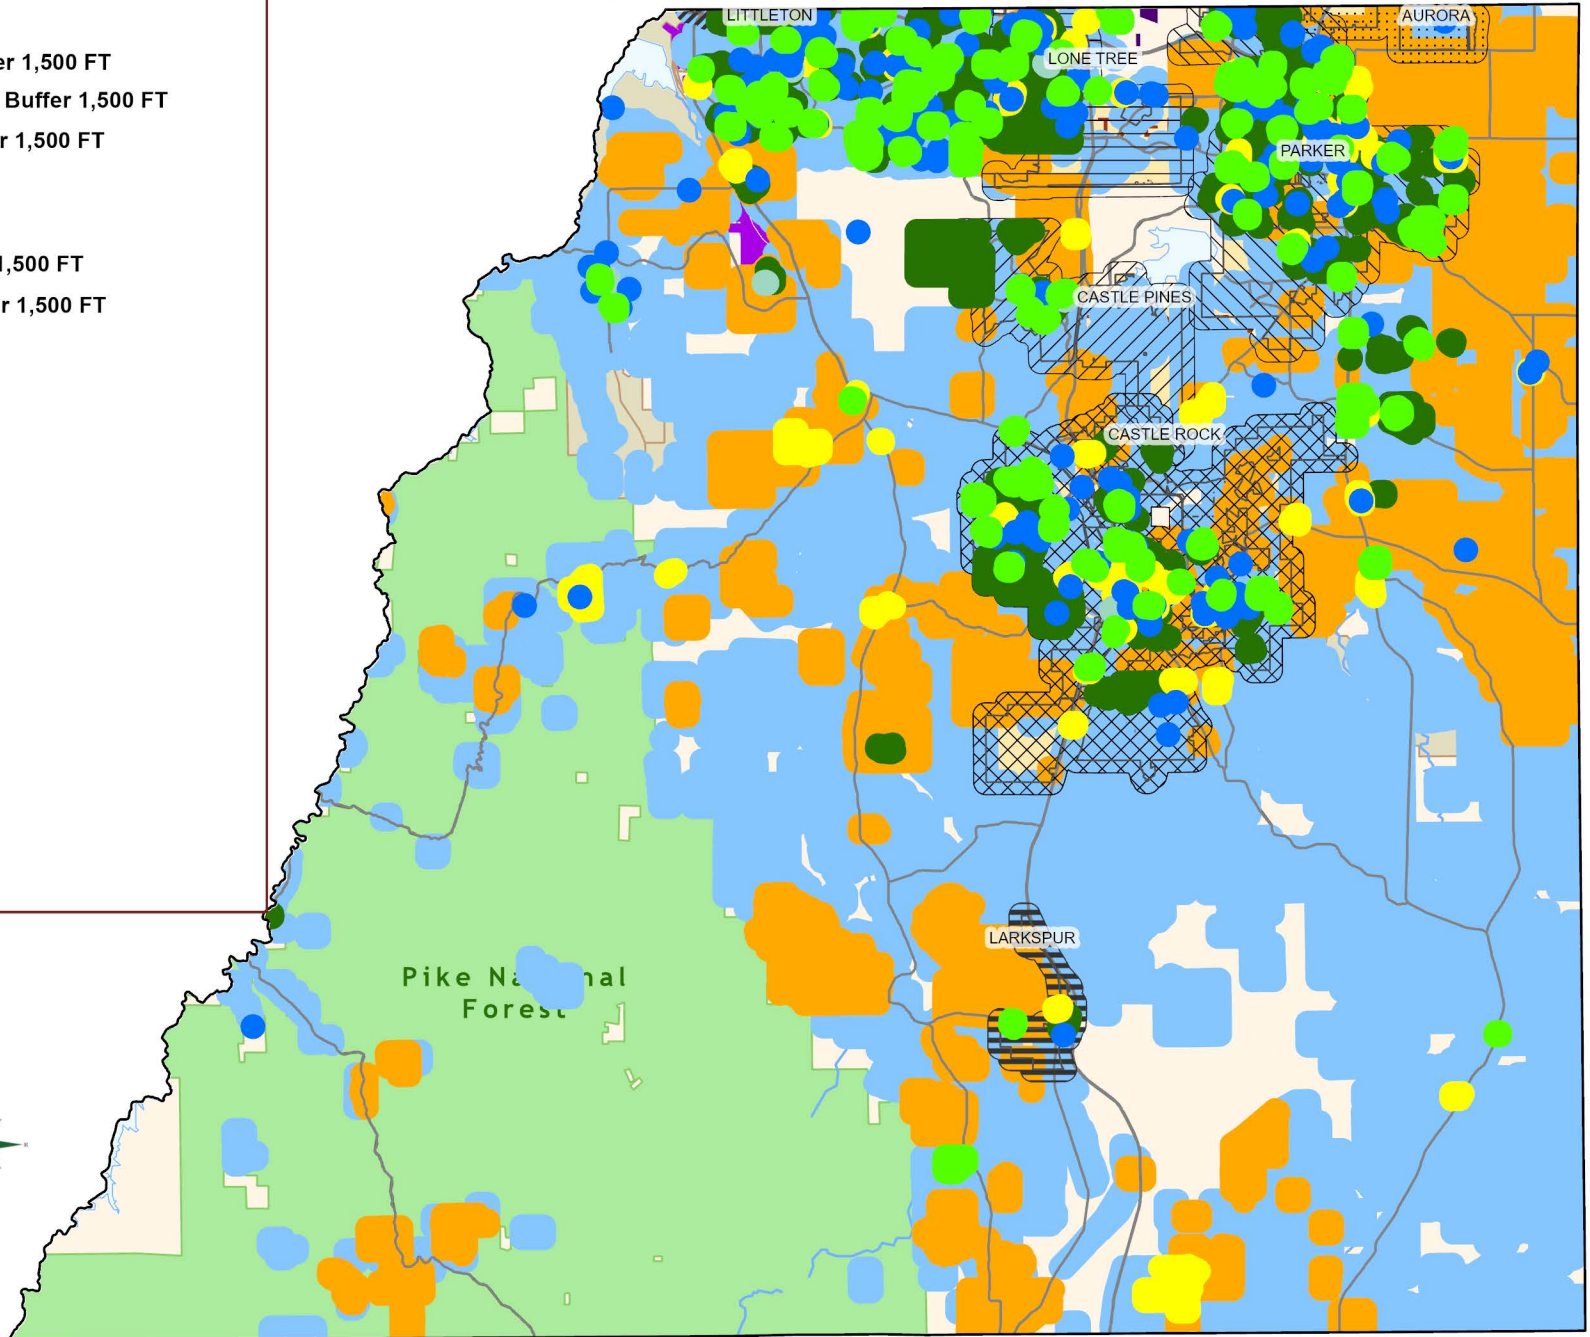 er 1,500 FT
Buffer 1,500 FT
r 1,500 FT
1,500 FT
r 1,500 FT
LITTLETON
AURORA
LONE TREE
PARKER
CASTLE PINES
CASTLE ROCK
LARKSPUR
Pike Na nal
Forest